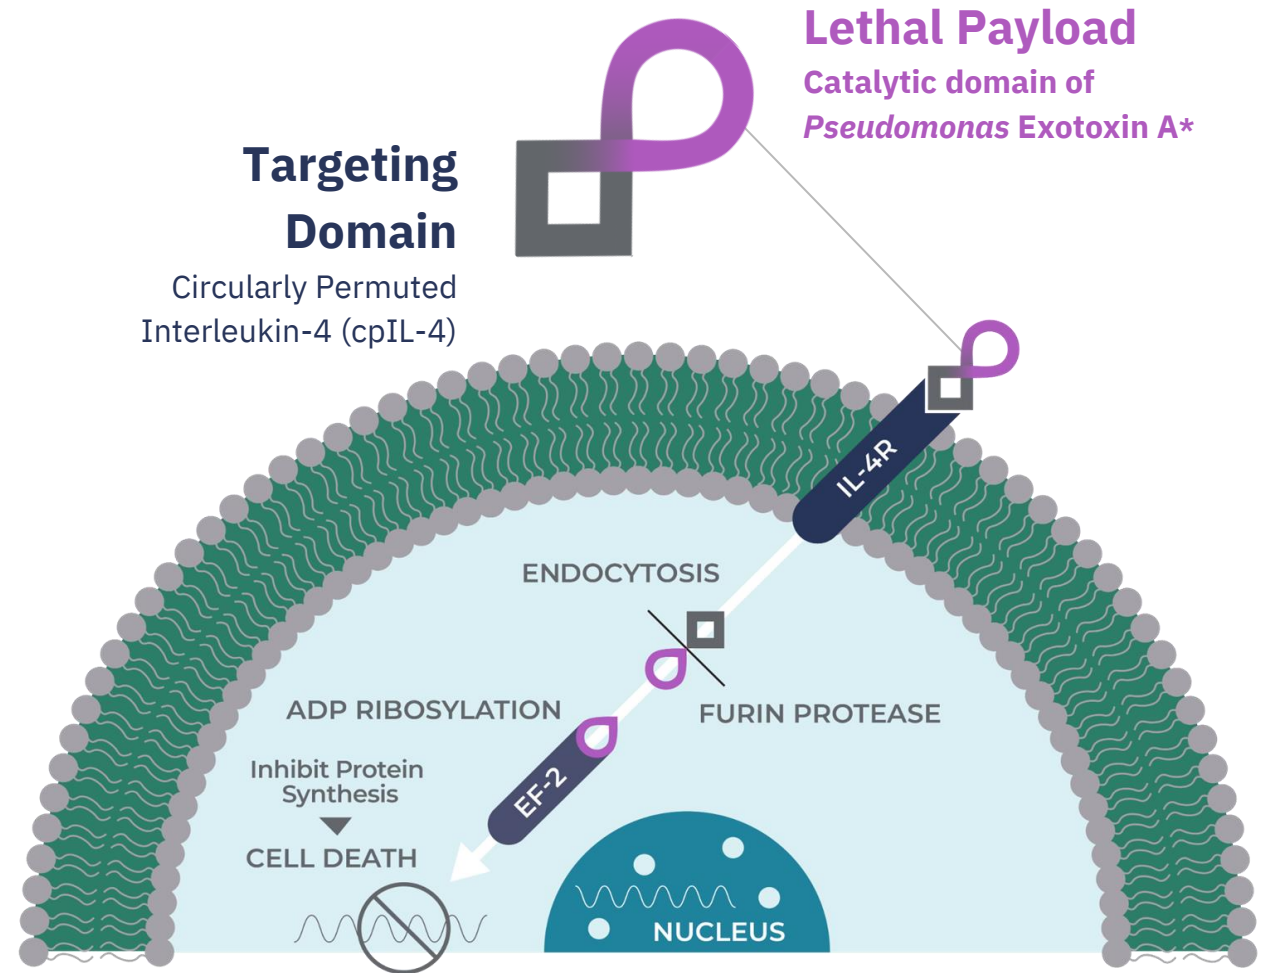 Lethal Payload
Catalytic domain of
Pseudomonas Exotoxin A*
Targeting
Domain
Circularly Permuted
Interleukin-4 (cpIL-4)
IL-4R
ENDOCYTOSIS
ADP RIBOSYLATION
FURIN PROTEASE
Inhibit Protein
Synthesis
EF-2
CELL DEATH
NUCLEUS